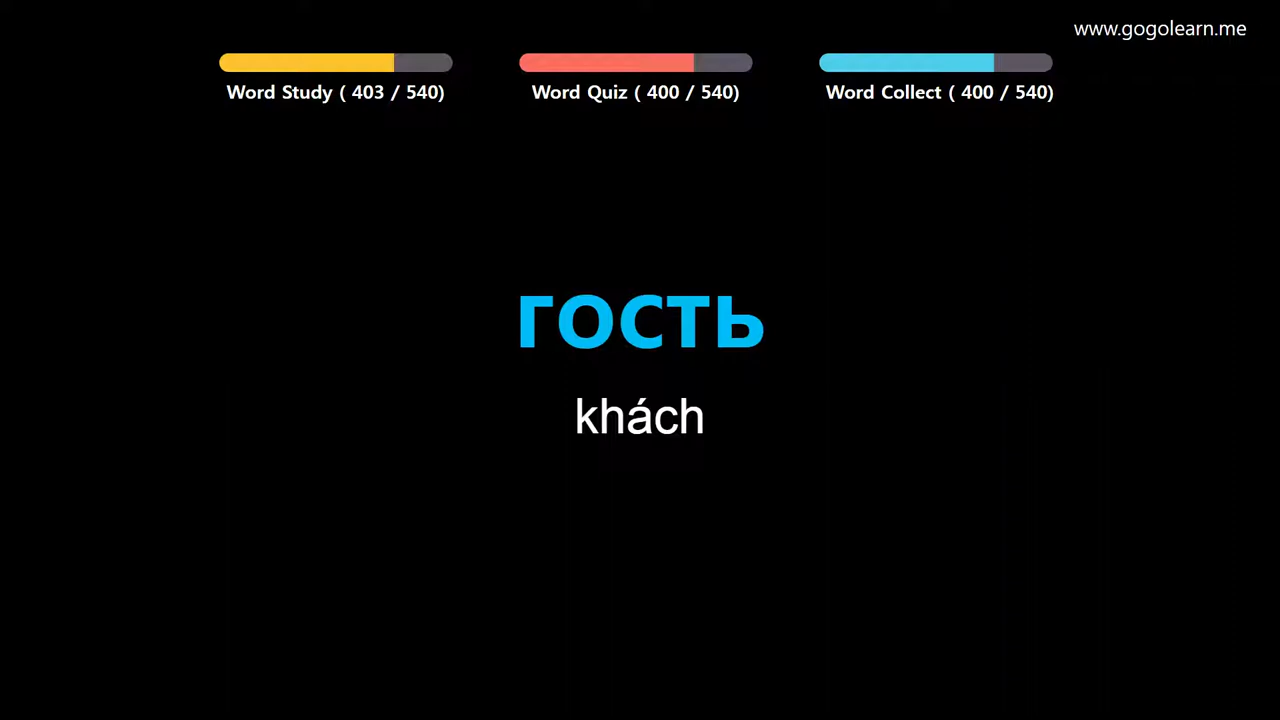 www.gogolearn.me
Word Study ( 403 / 540)
Word Quiz ( 400 / 540)
Word Collect ( 400 / 540)
гость
khách